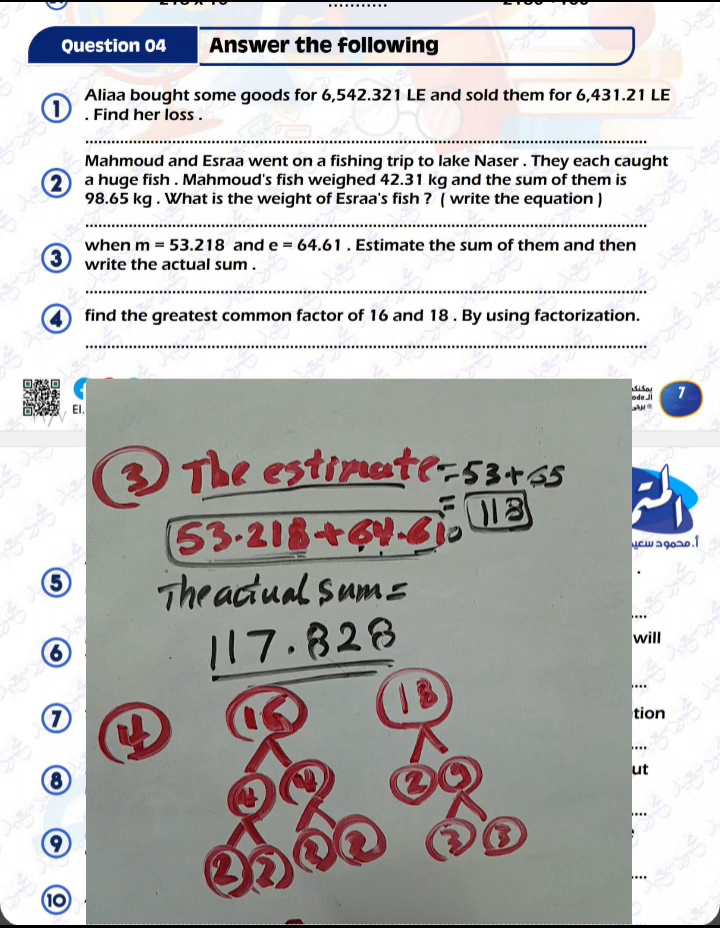 Question 04
Answer the following
1
Aliaa bought some goods for 6,542.321 LE and sold them for 6,431.21 LE
. Find her loss .
2
Mahmoud and Esraa went on a fishing trip to lake Naser . They each caught
a huge fish . Mahmoud's fish weighed 42.31 kg and the sum of them is
98.65 kg . What is the weight of Esraa's fish ? ( write the equation )
3
when m = 53.218 and e = 64.61 . Estimate the sum of them and then
write the actual sum .
4
find the greatest common factor of 16 and 18 . By using factorization.
El.
7
3 The estimate = 53 + 65
= 118
53.218 + 64.610
The actual sum =
117.828
4
16 18
4 4 2 9
2 2 2 2 3 3
أ.محمود سعيد
5
6
will
7
tion
8
ut
9
10